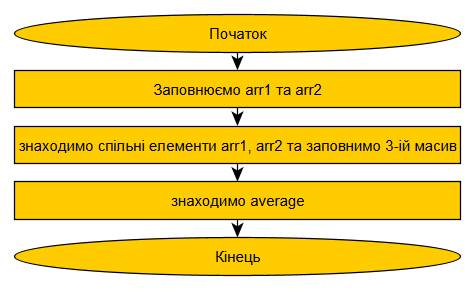 Початок
Заповнюємо arr1 та arr2
знаходимо спільні елементи arr1, arr2 та заповнимо 3-ій масив
знаходимо average
Кінець